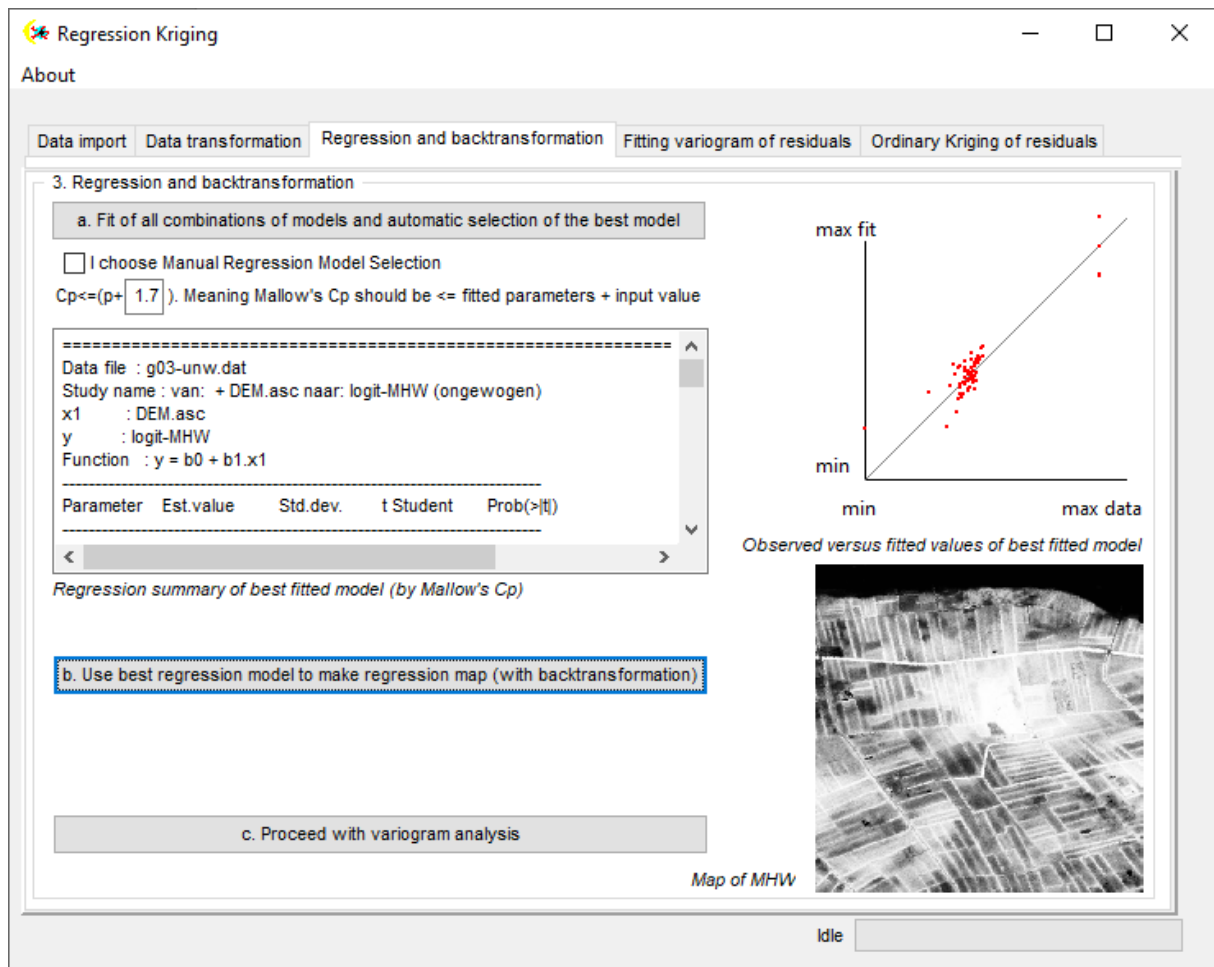 Regression Kriging
About
Data import
Data transformation
Regression and backtransformation
Fitting variogram of residuals
Ordinary Kriging of residuals
3. Regression and backtransformation
a. Fit of all combinations of models and automatic selection of the best model
I choose Manual Regression Model Selection
Cp<=(p+ 1.7 ). Meaning Mallow's Cp should be <= fitted parameters + input value
==============================================================
Data file : g03-unw.dat
Study name : van: + DEM.asc naar: logit-MHW (ongewogen)
x1 : DEM.asc
y : logit-MHW
Function : y = b0 + b1.x1
------------------------------------------------------------------------
Parameter Est.value Std.dev. t Student Prob(>|t|)
------------------------------------------------------------------------
Regression summary of best fitted model (by Mallow's Cp)
b. Use best regression model to make regression map (with backtransformation)
c. Proceed with variogram analysis
max fit
min
min max data
Observed versus fitted values of best fitted model
Map of MHW
Idle